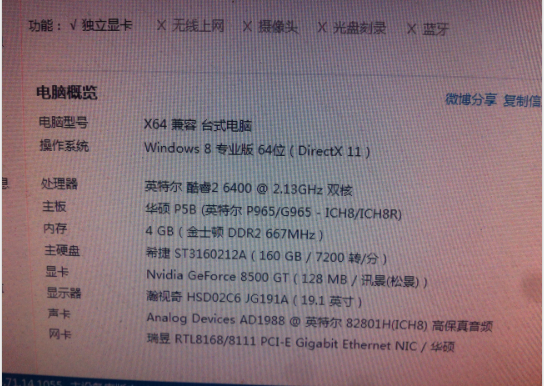 功能： √ 独立显卡 X 无线上网 X 摄像头 X 光盘刻录 X 蓝牙
电脑概览 微博分享 复制信
电脑型号 X64 兼容 台式电脑
操作系统 Windows 8 专业版 64位 ( DirectX 11 )
处理器 英特尔 酷睿2 6400 @ 2.13GHz 双核
主板 华硕 P5B (英特尔 P965/G965 - ICH8/ICH8R)
内存 4 GB ( 金士顿 DDR2 667MHz )
主硬盘 希捷 ST3160212A ( 160 GB / 7200 转/分 )
显卡 Nvidia GeForce 8500 GT ( 128 MB / 讯景(松景) )
显示器 瀚视奇 HSD02C6 JG191A ( 19.1 英寸 )
声卡 Analog Devices AD1988 @ 英特尔 82801H(ICH8) 高保真音频
网卡 瑞昱 RTL8168/8111 PCI-E Gigabit Ethernet NIC / 华硕